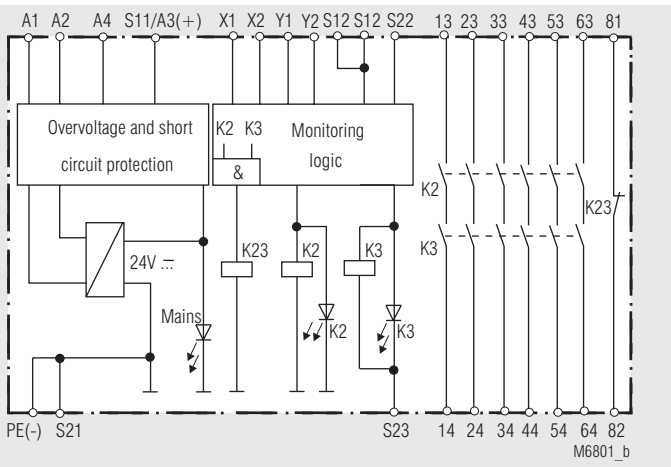 A1 A2 A4 S11/A3(+) X1 X2 Y1 Y2 S12 S12 S22 13 23 33 43 53 63 81
Overvoltage and short
circuit protection
K2 K3
&
Monitoring
logic
K2
K23
K3
24V ⎓
K23
K2
K3
Mains
K2
K3
PE(-) S21 S23 14 24 34 44 54 64 82
M6801_b